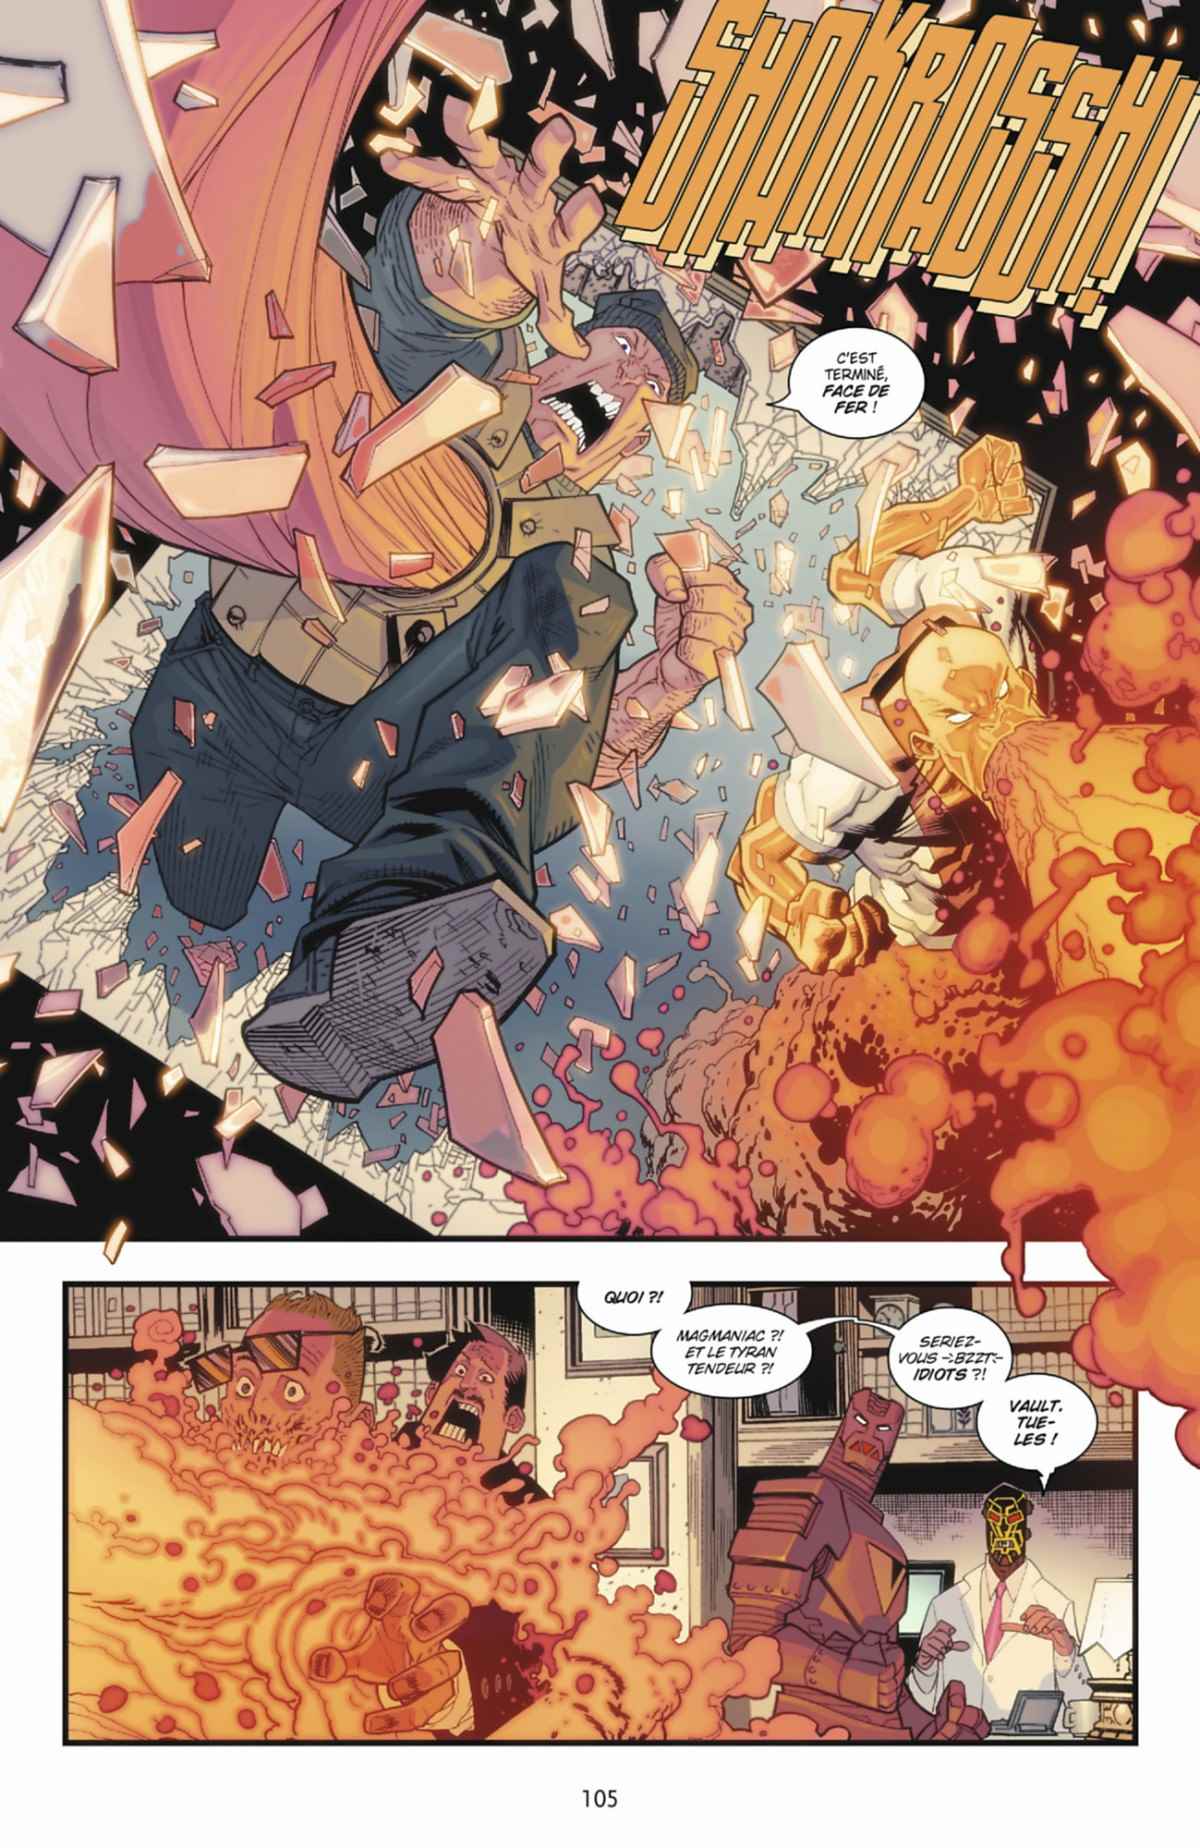 SHOKROSSH!
C'EST
TERMINÉ,
FACE DE
FER !
QUOI ?!
MAGMANIAC ?!
ET LE TYRAN
TENDEUR ?!
SERIEZ-
VOUS -BZZT-
IDIOTS ?!
VAULT.
TUE-
LES !
105